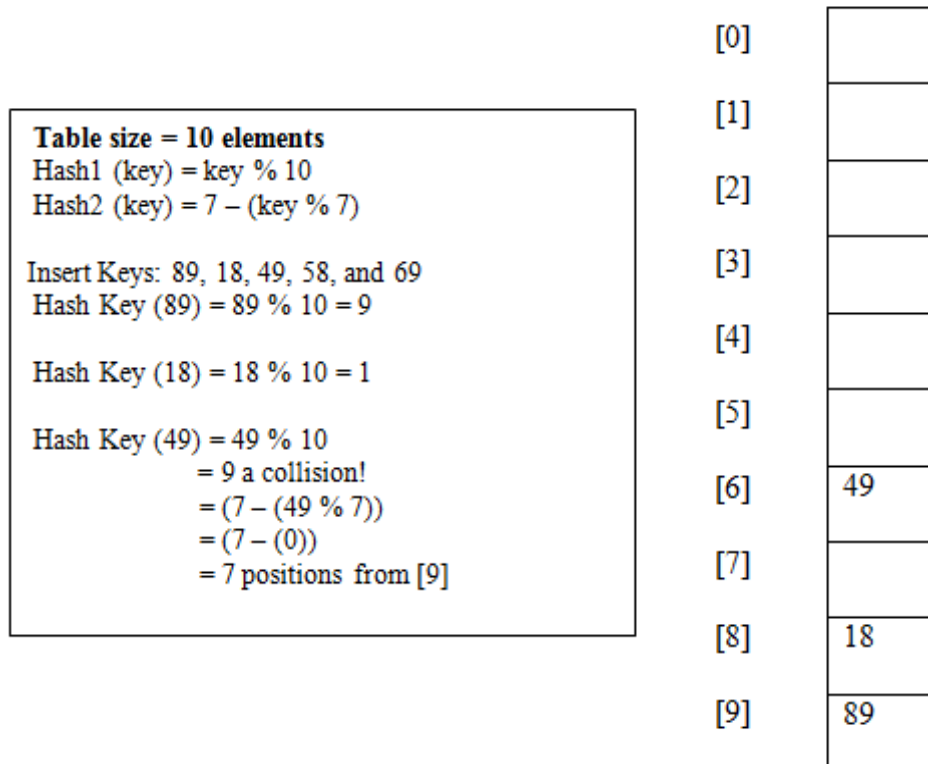 Table size = 10 elements
Hash1 (key) = key % 10
Hash2 (key) = 7 – (key % 7)
Insert Keys: 89, 18, 49, 58, and 69
Hash Key (89) = 89 % 10 = 9
Hash Key (18) = 18 % 10 = 1
Hash Key (49) = 49 % 10
= 9 a collision!
= (7 – (49 % 7))
= (7 – (0))
= 7 positions from [9]
[0]
[1]
[2]
[3]
[4]
[5]
[6] 49
[7]
[8] 18
[9] 89